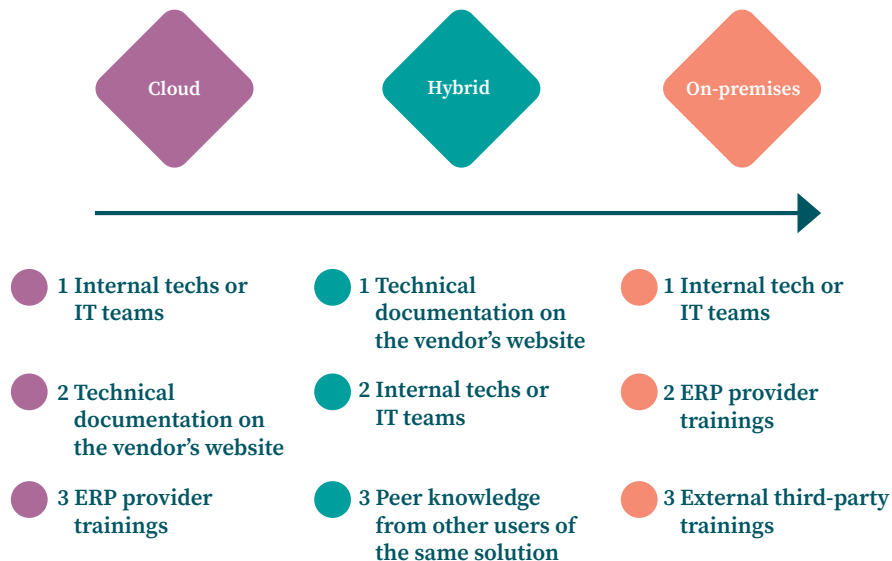 Cloud
Hybrid
On-premises
1 Internal techs or
IT teams
2 Technical
documentation on
the vendor’s website
3 ERP provider
trainings
1 Technical
documentation on
the vendor’s website
2 Internal techs or
IT teams
3 Peer knowledge
from other users of
the same solution
1 Internal tech or
IT teams
2 ERP provider
trainings
3 External third-party
trainings